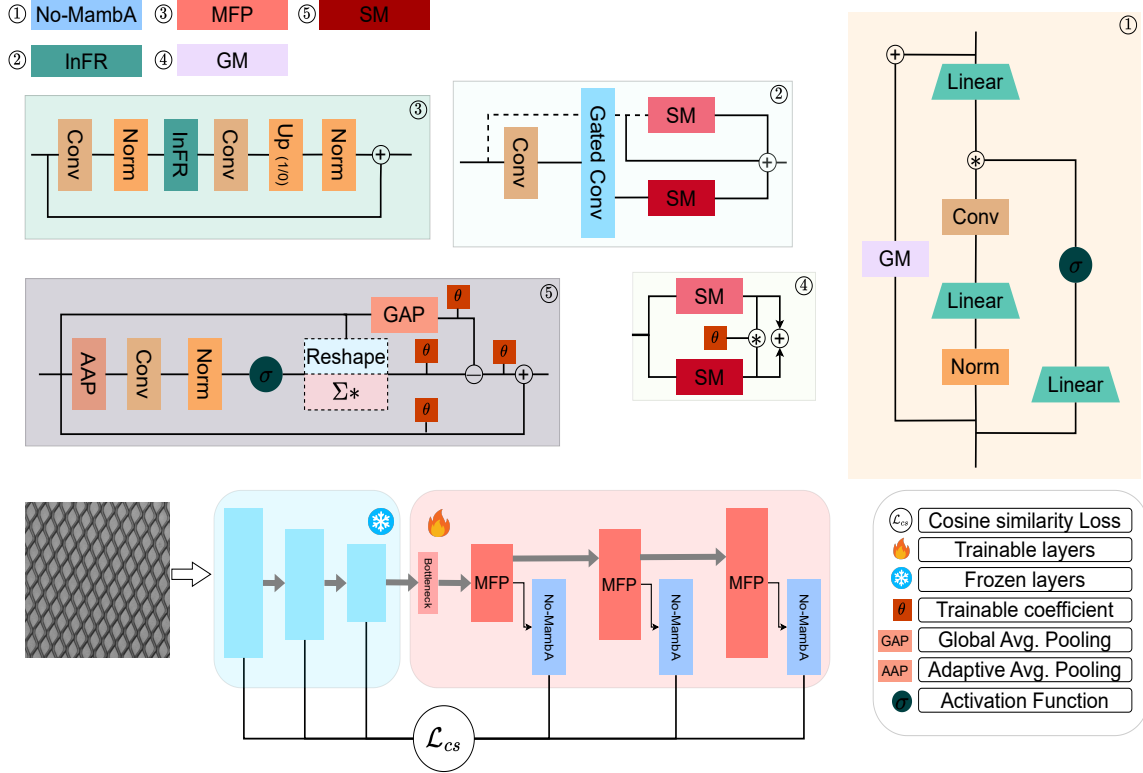 ① No-MambA ③ MFP ⑤ SM
② InFR ④ GM
③
Conv
Norm
InFR
Conv
Up (1/0)
Norm
+
②
Conv
Gated Conv
SM
SM
+
①
+
Linear
*
Conv
GM
σ
Linear
Norm
Linear
⑤
θ
GAP
AAP
Conv
Norm
σ
Reshape
Σ*
θ
θ
−
+
θ
④
SM
θ
*
+
SM
Bottleneck
MFP
No-MambA
MFP
No-MambA
MFP
No-MambA
ℒcs
ℒcs Cosine similarity Loss
Trainable layers
Frozen layers
θ Trainable coefficient
GAP Global Avg. Pooling
AAP Adaptive Avg. Pooling
σ Activation Function